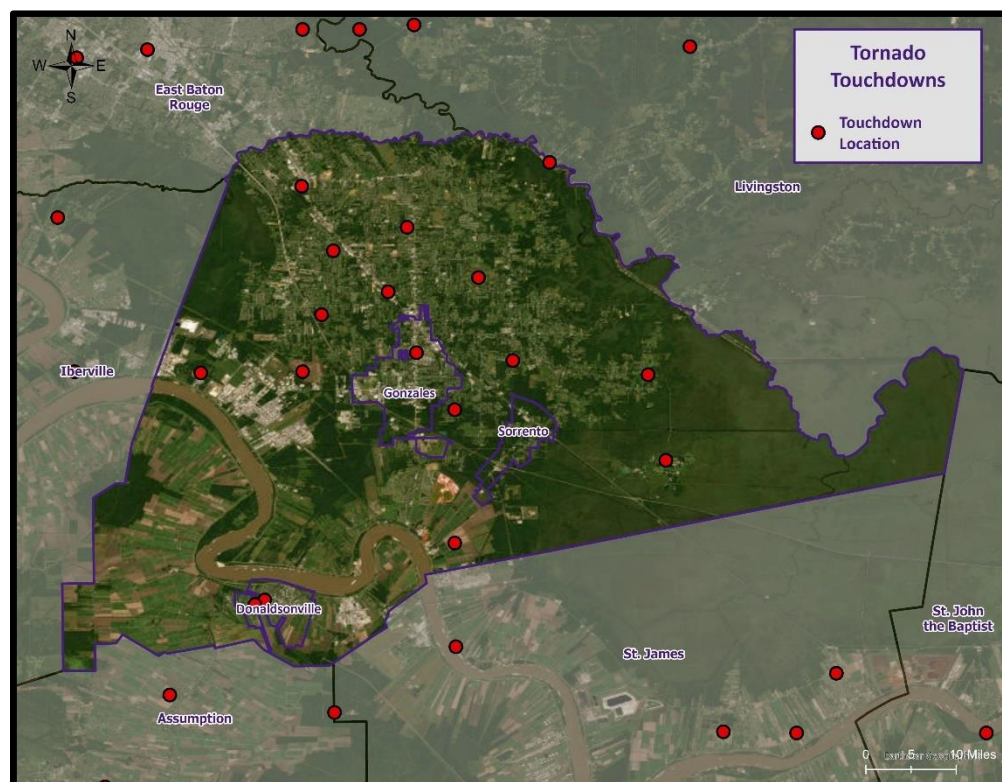 N
W E
S
Tornado
Touchdowns
Touchdown
Location
East Baton
Rouge
Livingston
Iberville
Gonzales
Sorrento
Donaldsonville
St. John
the Baptist
St. James
Assumption
0 5 10 Miles